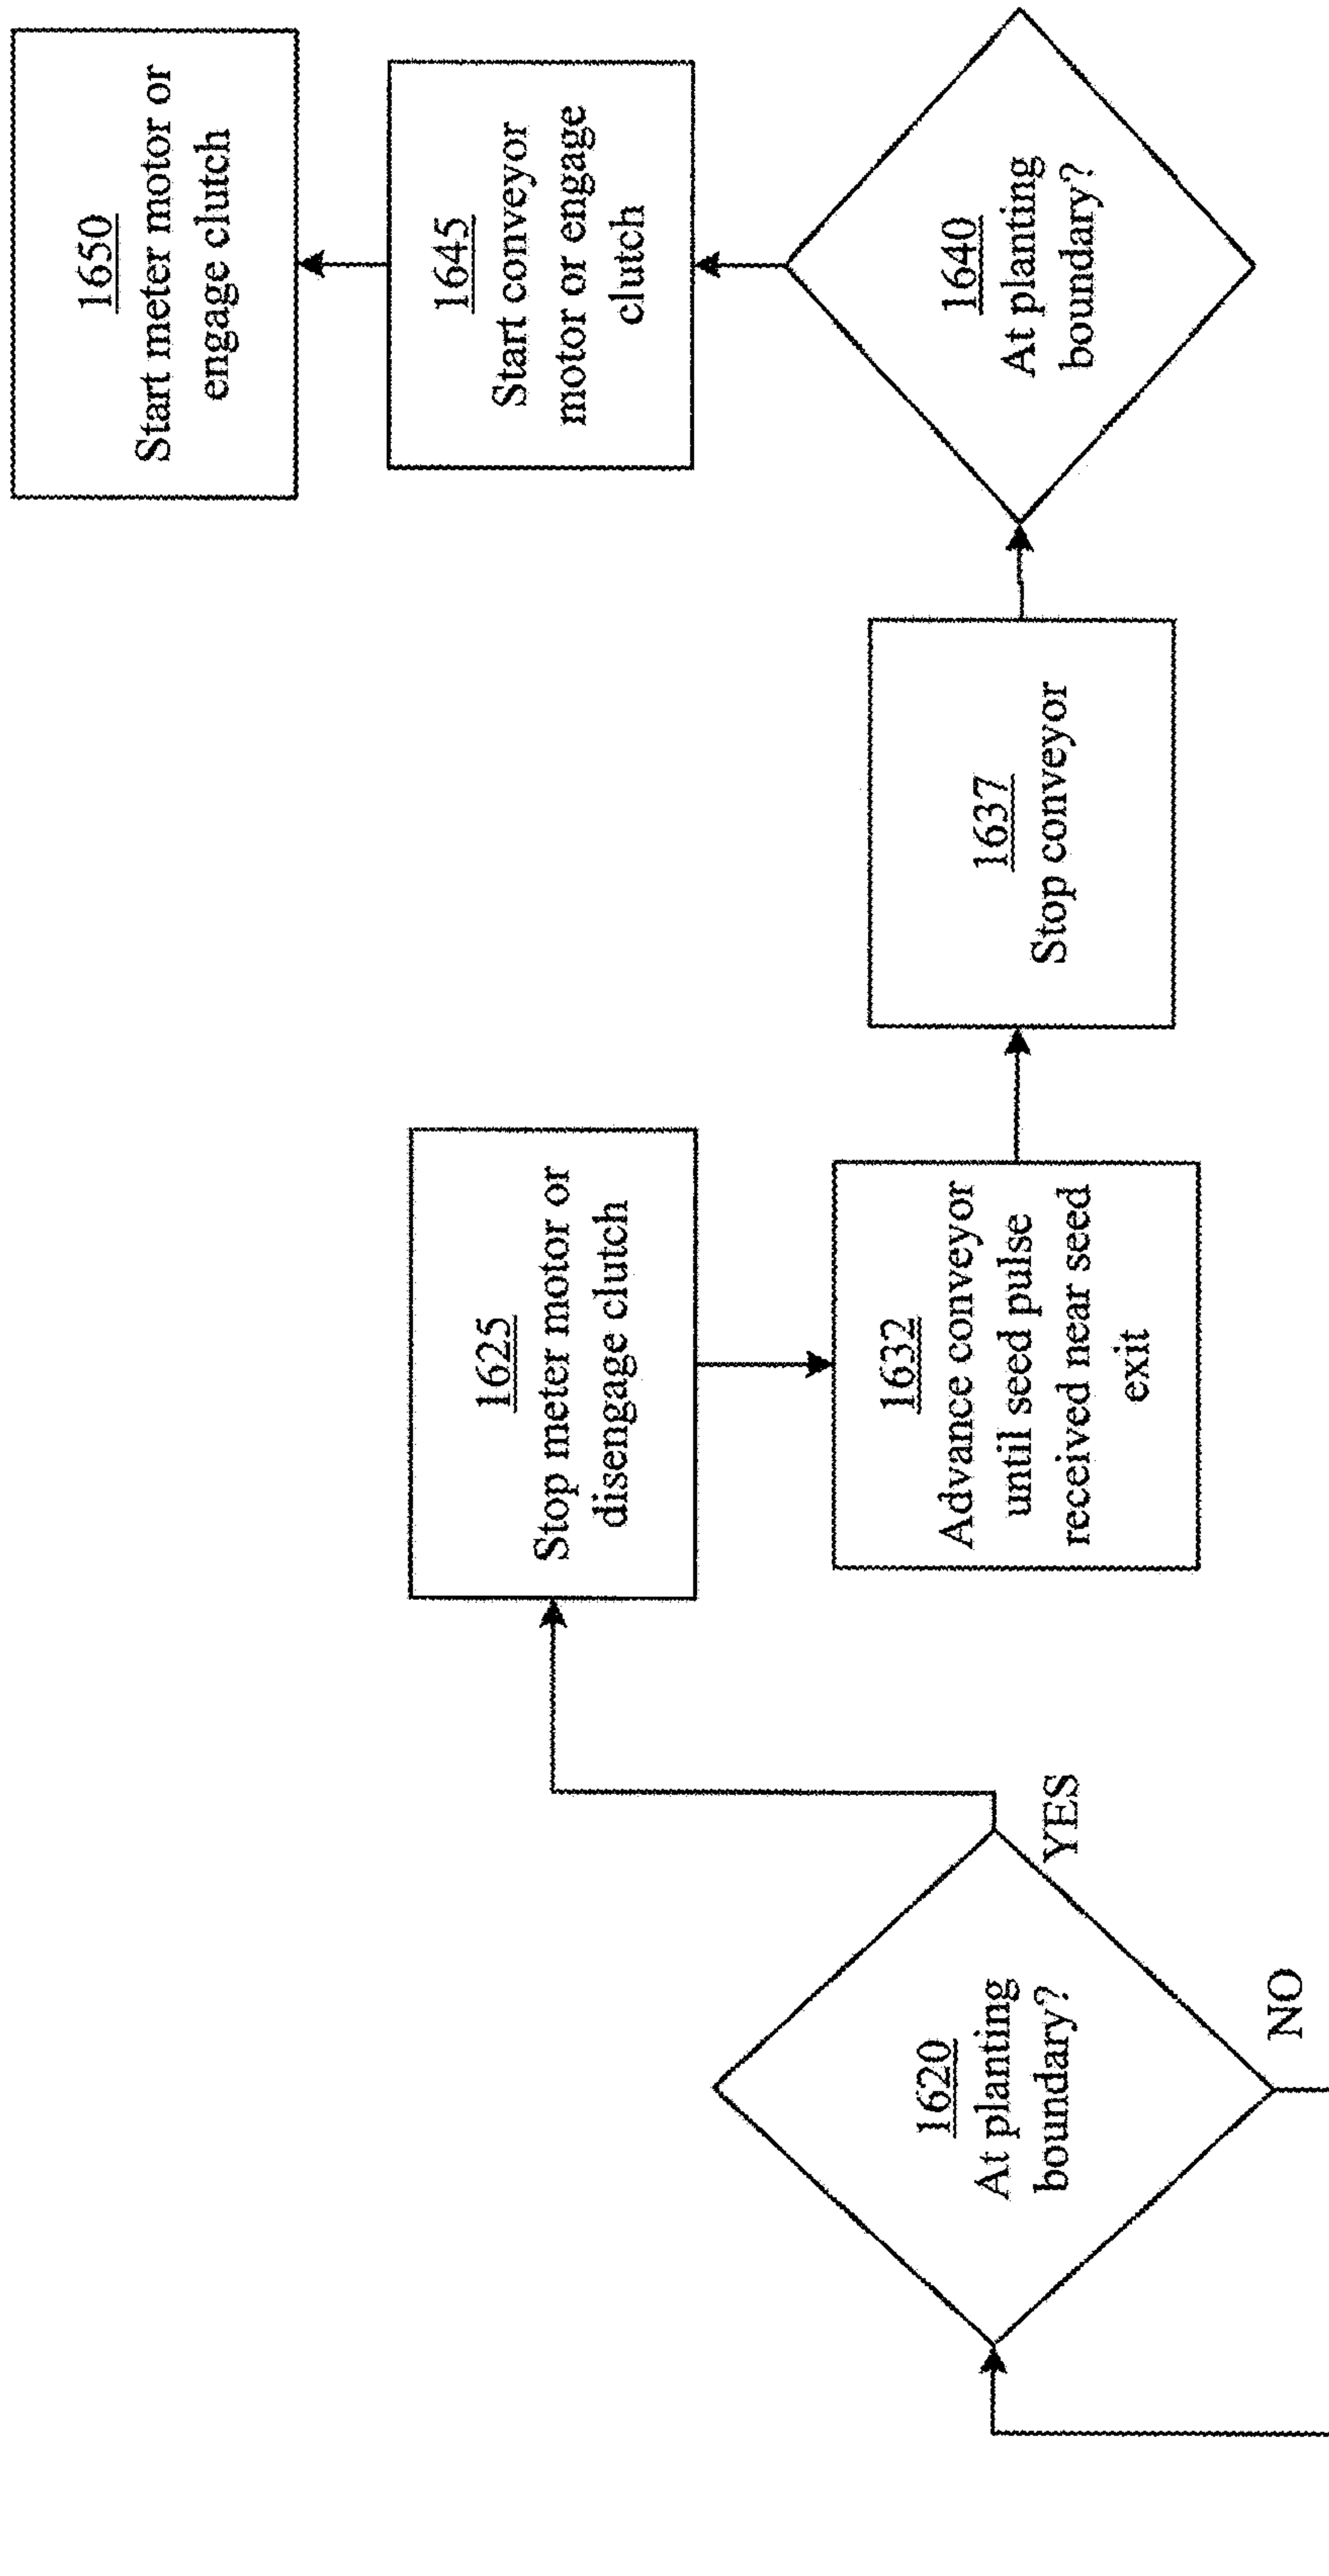 1620
At planting
boundary?
YES
NO
1625
Stop meter motor or
disengage clutch
1632
Advance conveyor
until seed pulse
received near seed
exit
1637
Stop conveyor
1640
At planting
boundary?
1645
Start conveyor
motor or engage
clutch
1650
Start meter motor or
engage clutch